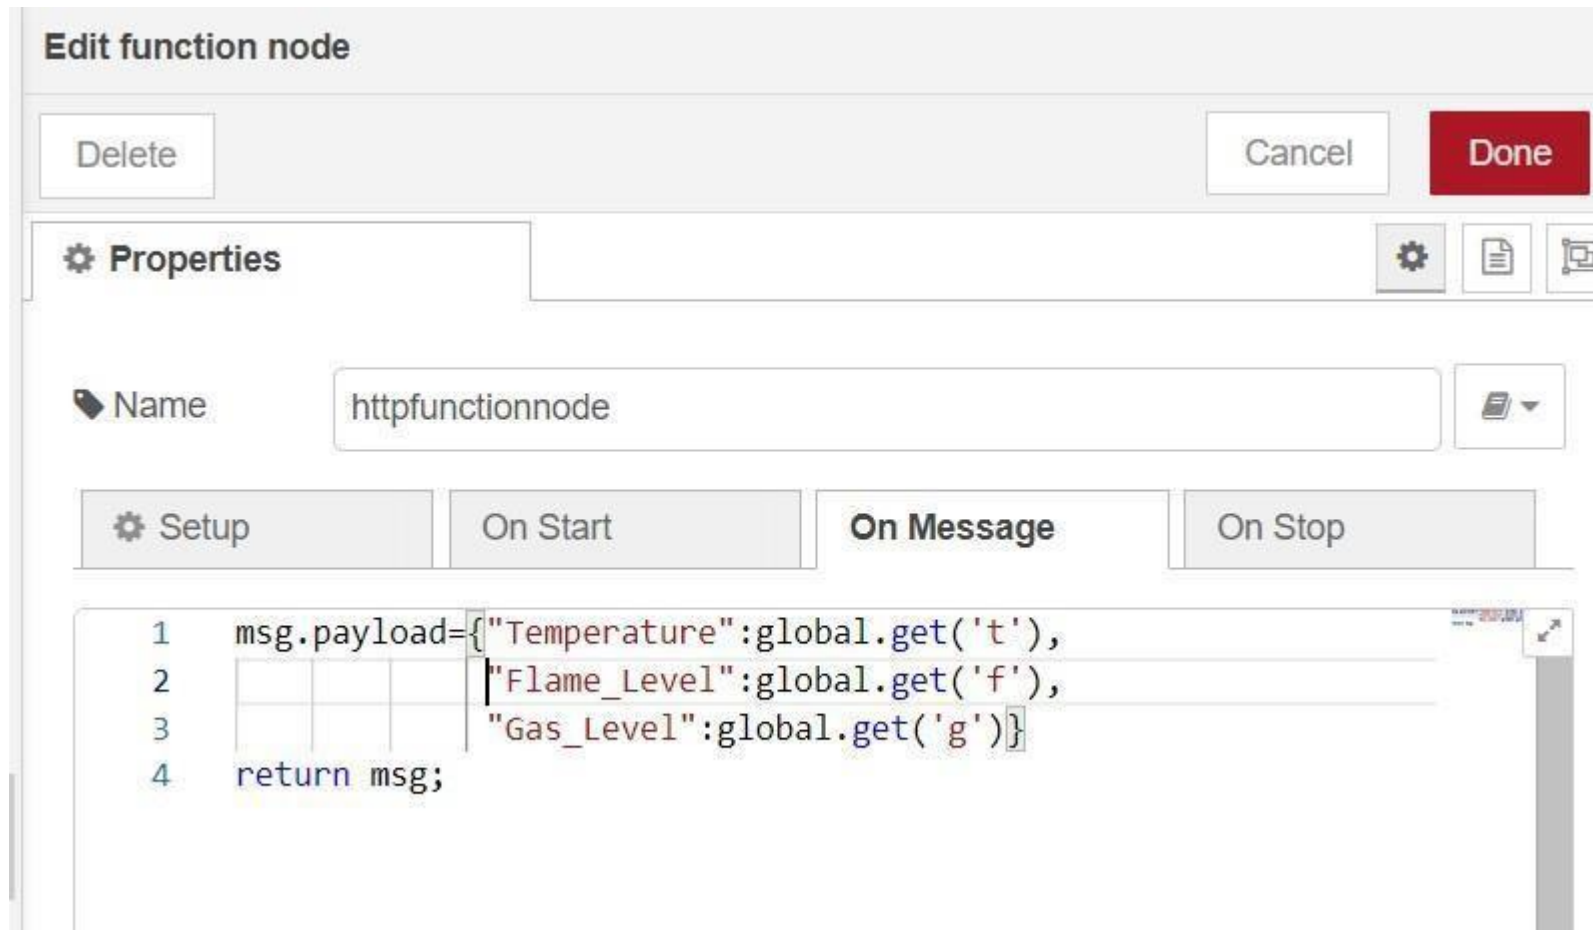 Edit function node
Delete Cancel Done
Properties
Name httpfunctionnode
Setup On Start On Message On Stop
1 msg.payload={"Temperature":global.get('t'),
2 "Flame_Level":global.get('f'),
3 "Gas_Level":global.get('g')}
4 return msg;